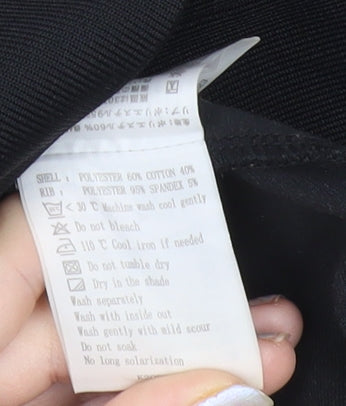 SHELL: POLYESTER 60% COTTON 40%
RIB: POLYESTER 95% SPANDEX 5%
< 30 ℃ Machine wash cool gently
Do not bleach
110 ℃ Cool iron if needed
Do not tumble dry
Dry in the shade
Wash separately
Wash with inside out
Wash gently with mild scour
Do not soak
No long solarization